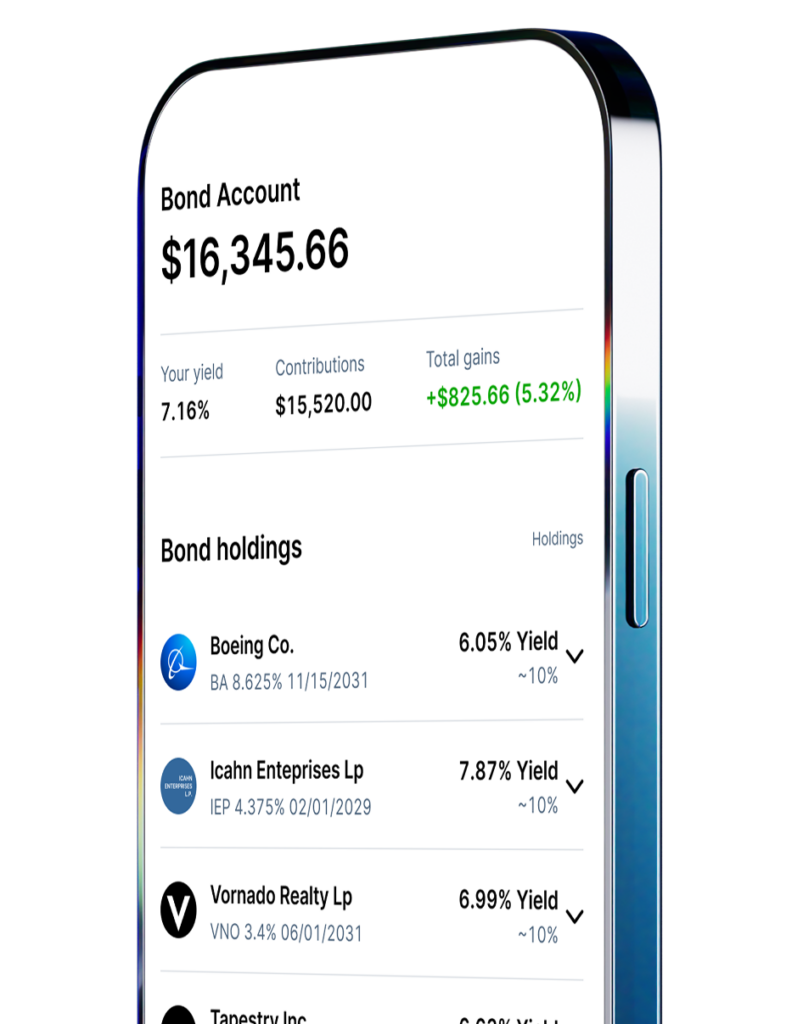 Bond Account
$16,345.66
Your yield Contributions Total gains
7.16% $15,520.00 +$825.66 (5.32%)
Bond holdings Holdings
Boeing Co. 6.05% Yield
BA 8.625% 11/15/2031 ~10%
ICAHN
ENTERPRISES
L.P.
Icahn Enteprises Lp 7.87% Yield
IEP 4.375% 02/01/2029 ~10%
V
Vornado Realty Lp 6.99% Yield
VNO 3.4% 06/01/2031 ~10%
Tapestry Inc